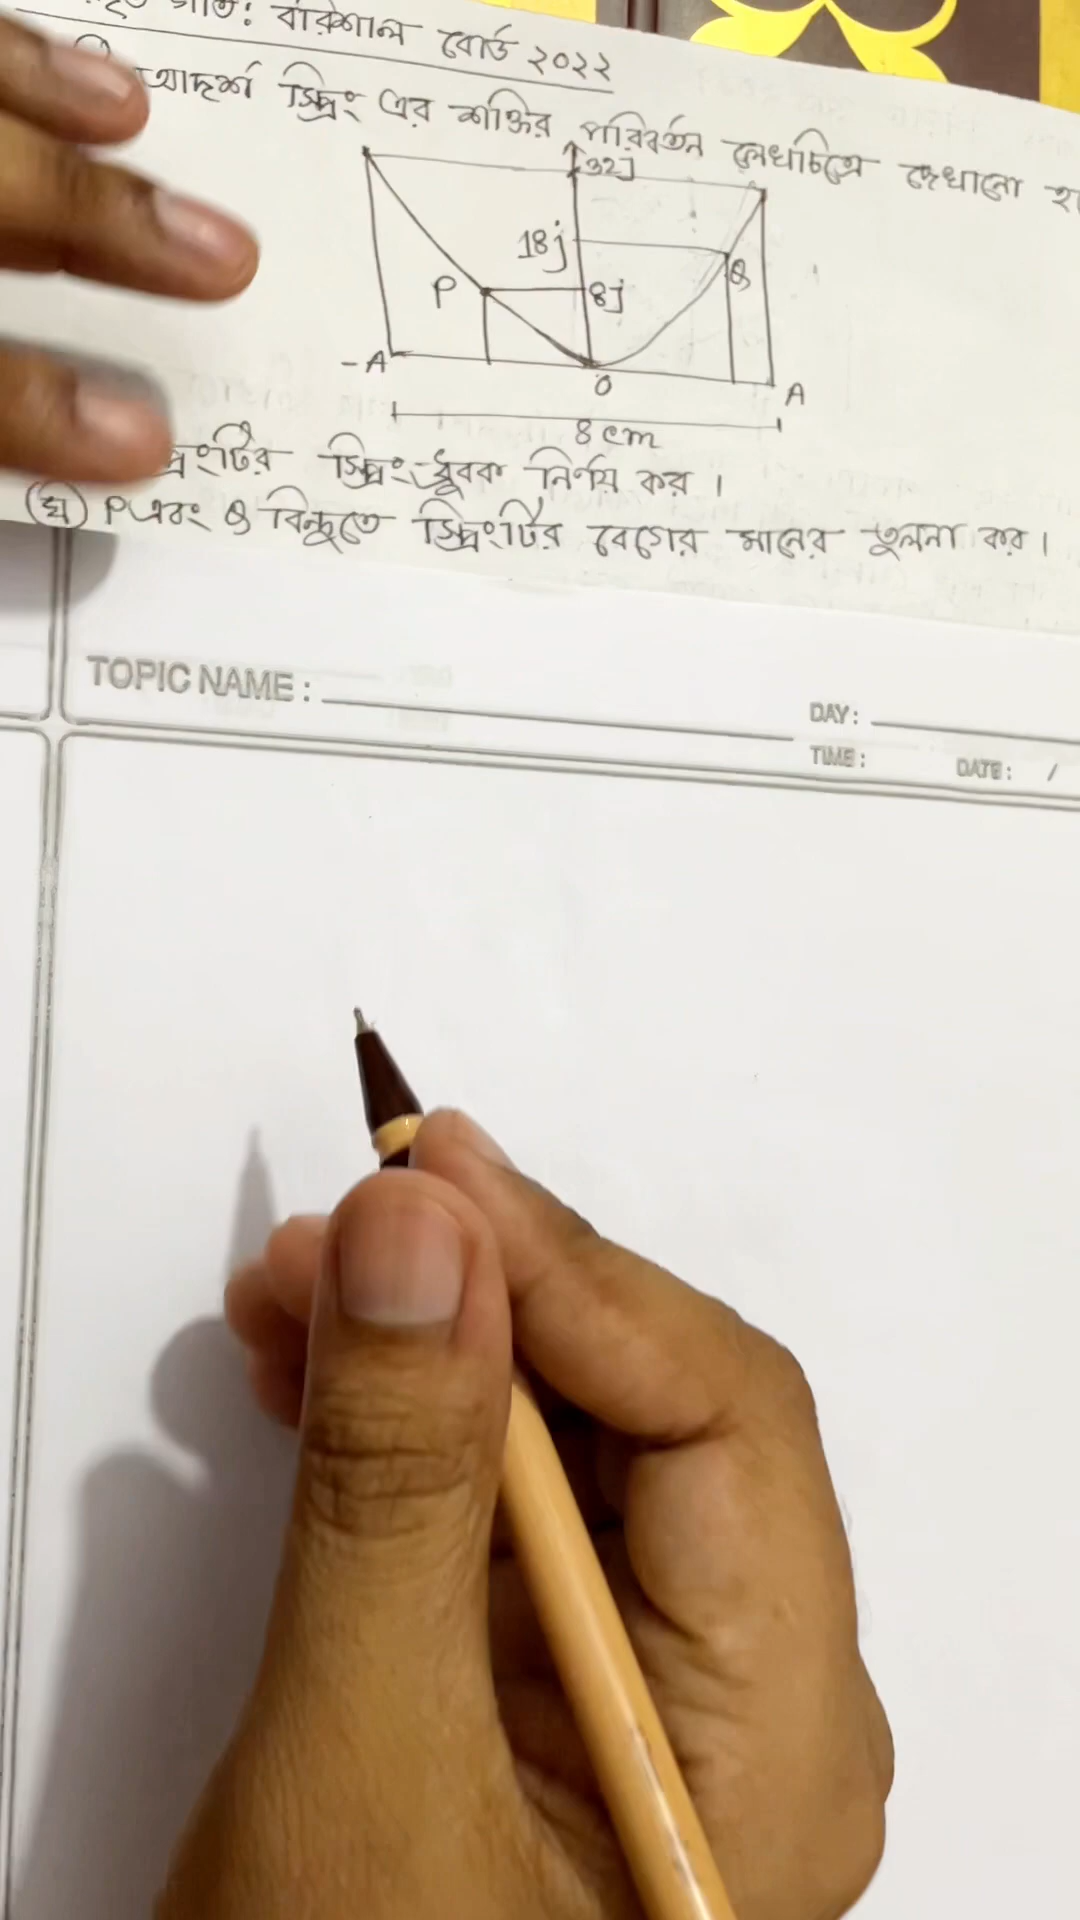 গতি: বরিশাল বোর্ড ২০২২
আদর্শ স্প্রিং এর শক্তির পরিবর্তন লেখচিত্রে দেখানো
32J
18j
P
8j
Q
-A
O
A
8 cm
স্প্রিংটির স্প্রিং ধ্রুবক নির্ণয় কর।
(ঘ) P এবং Q বিন্দুতে স্প্রিংটির বেগের মানের তুলনা কর।
TOPIC NAME :
DAY :
TIME :
DATE : /